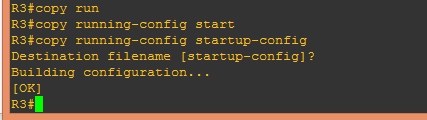 R3#copy run
R3#copy running-config start
R3#copy running-config startup-config
Destination filename [startup-config]?
Building configuration...
[OK]
R3#